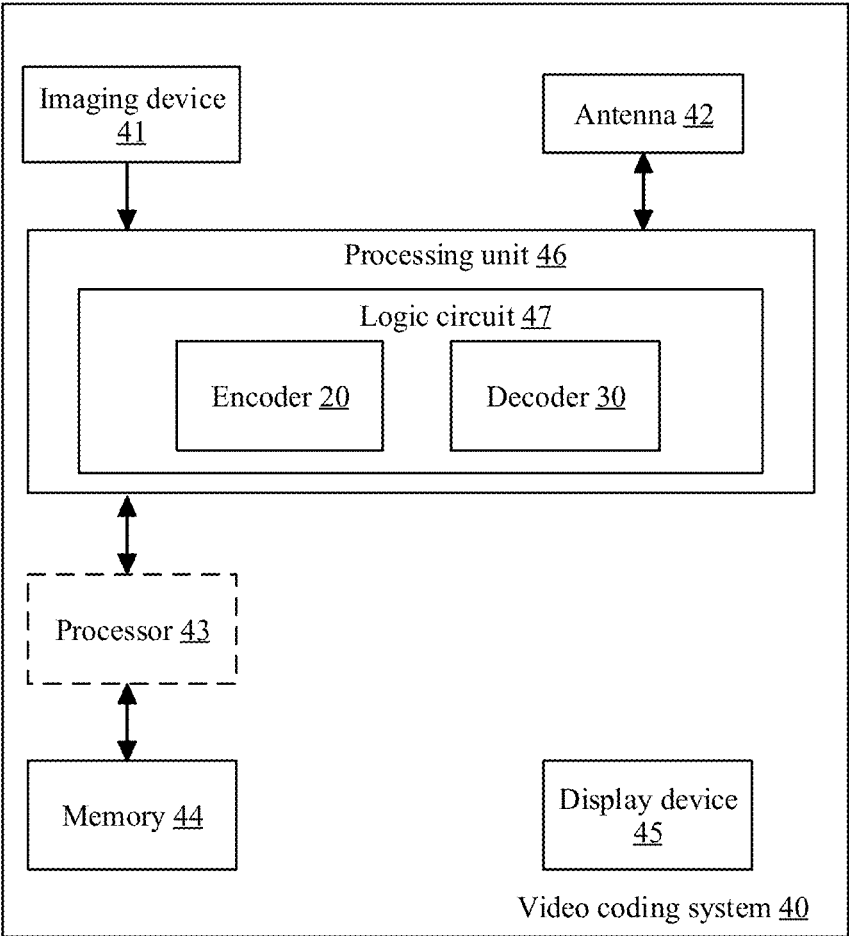 Imaging device
41
Antenna 42
Processing unit 46
Logic circuit 47
Encoder 20
Decoder 30
Processor 43
Memory 44
Display device
45
Video coding system 40